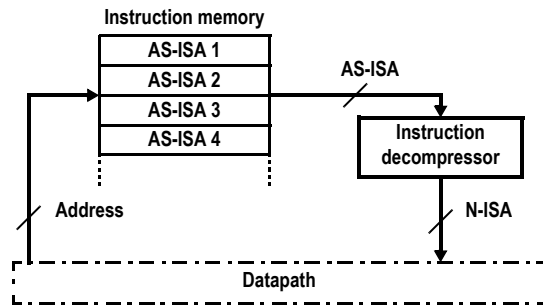 Instruction memory
AS-ISA 1
AS-ISA 2
AS-ISA 3
AS-ISA 4
AS-ISA
Instruction
decompressor
Address
N-ISA
Datapath